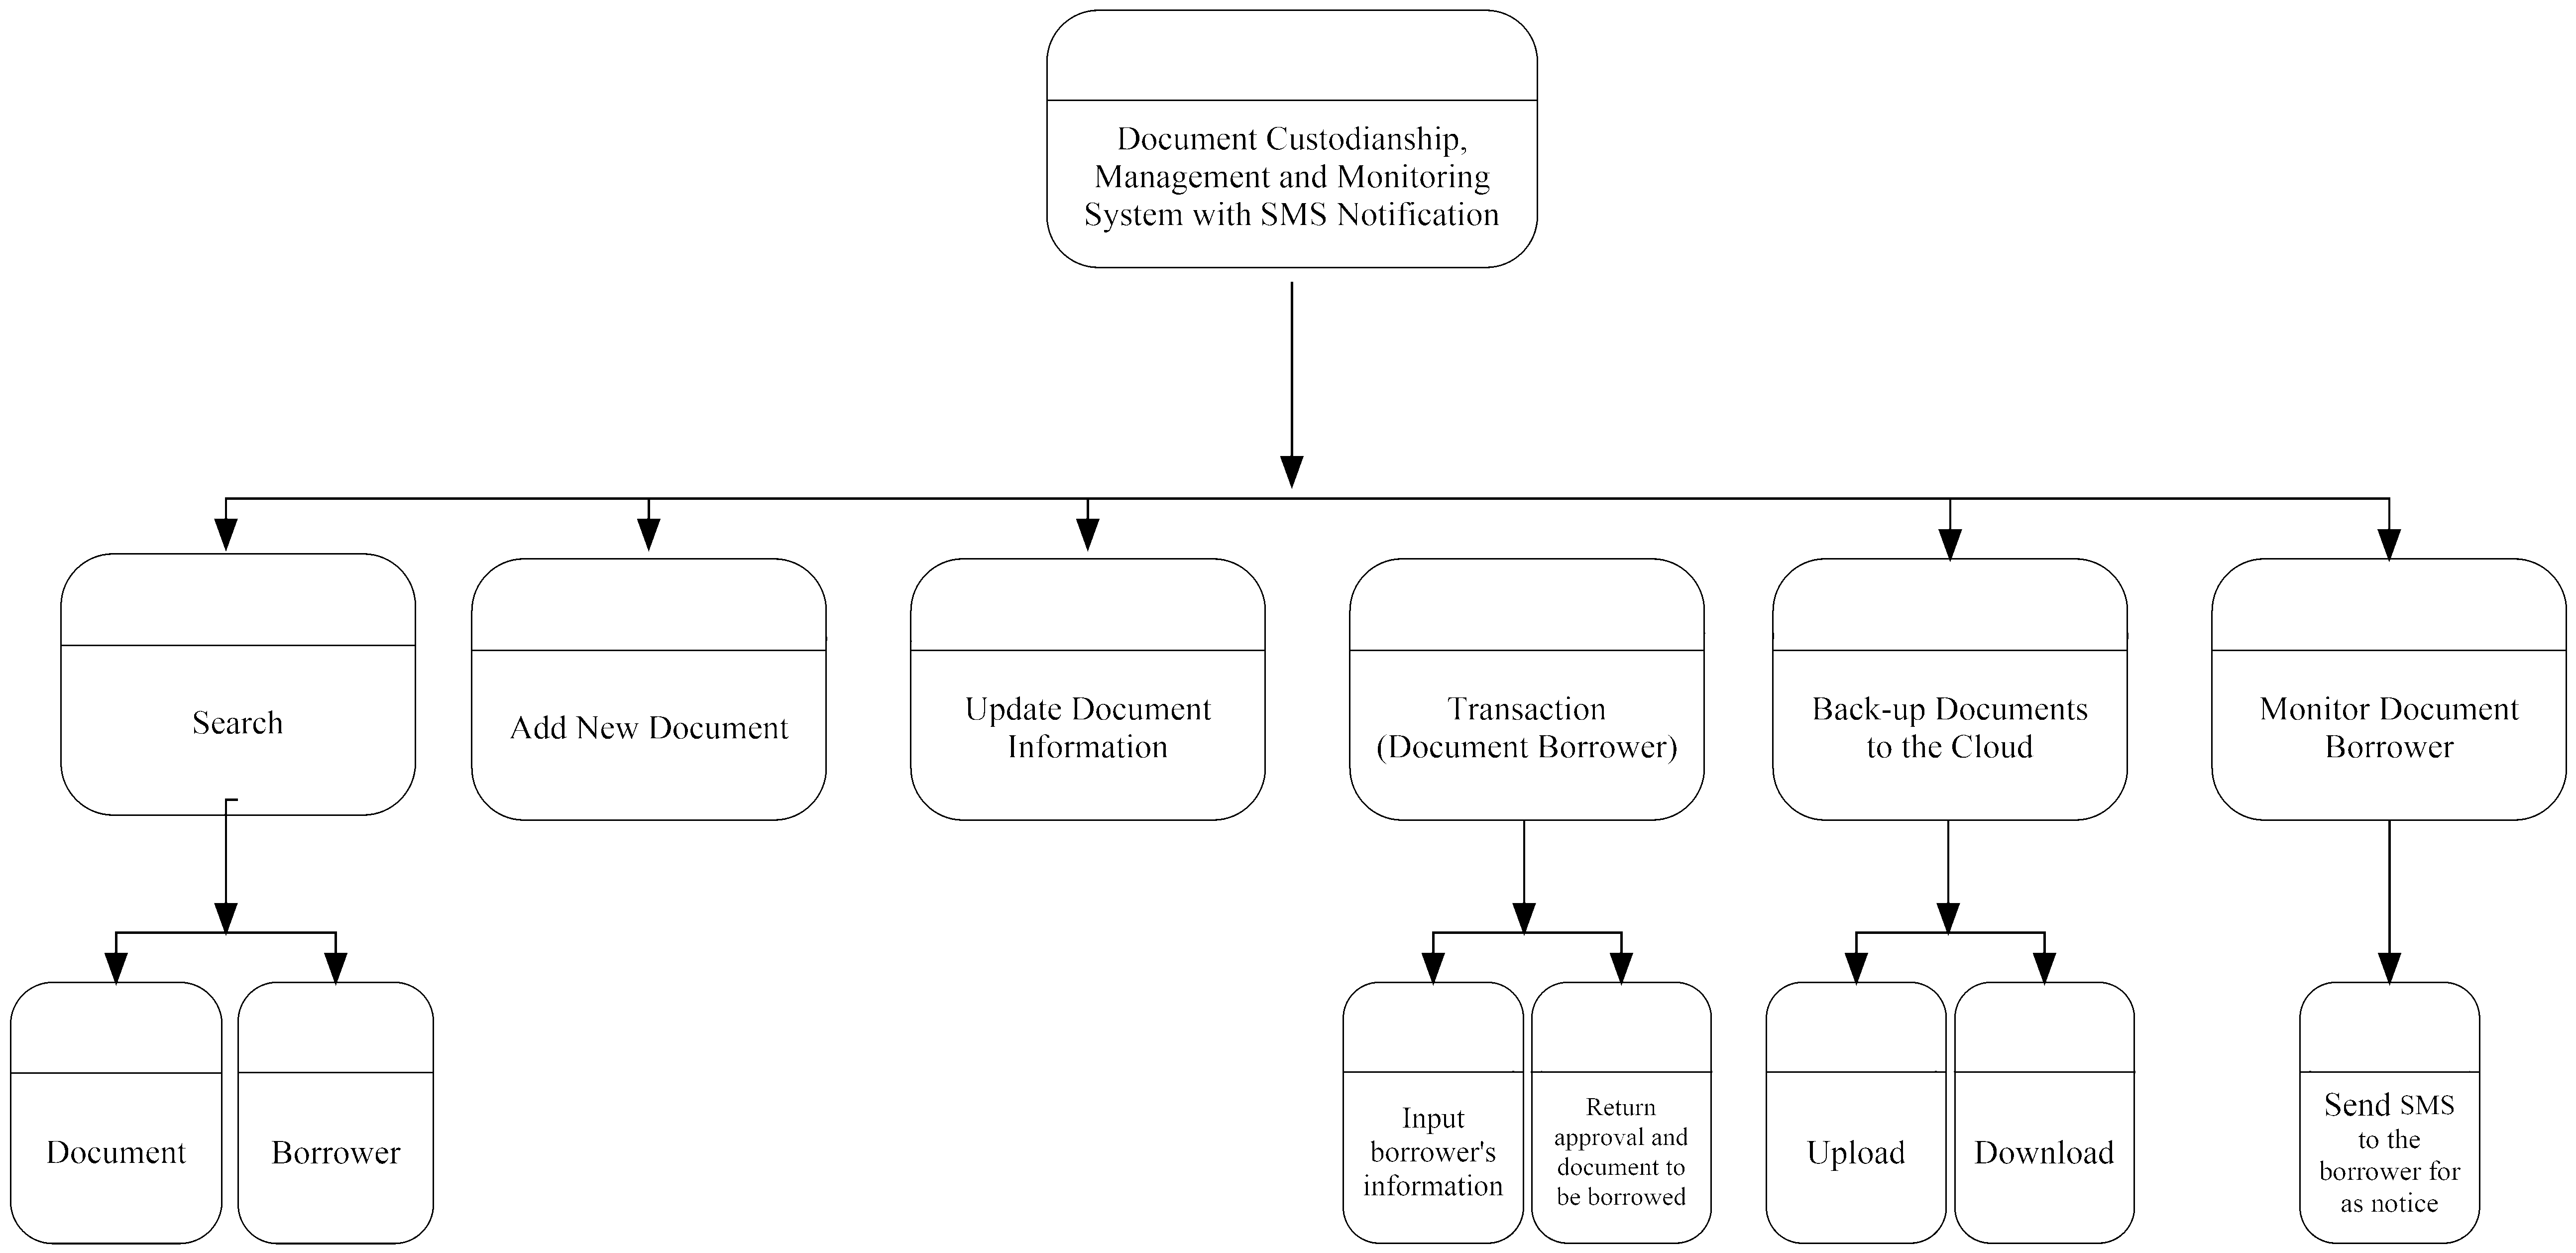 Document Custodianship,
Management and Monitoring
System with SMS Notification
Search
Add New Document
Update Document
Information
Transaction
(Document Borrower)
Back-up Documents
to the Cloud
Monitor Document
Borrower
Document
Borrower
Input
borrower's
information
Return
approval and
document to
be borrowed
Upload
Download
Send SMS
to the
borrower for
as notice